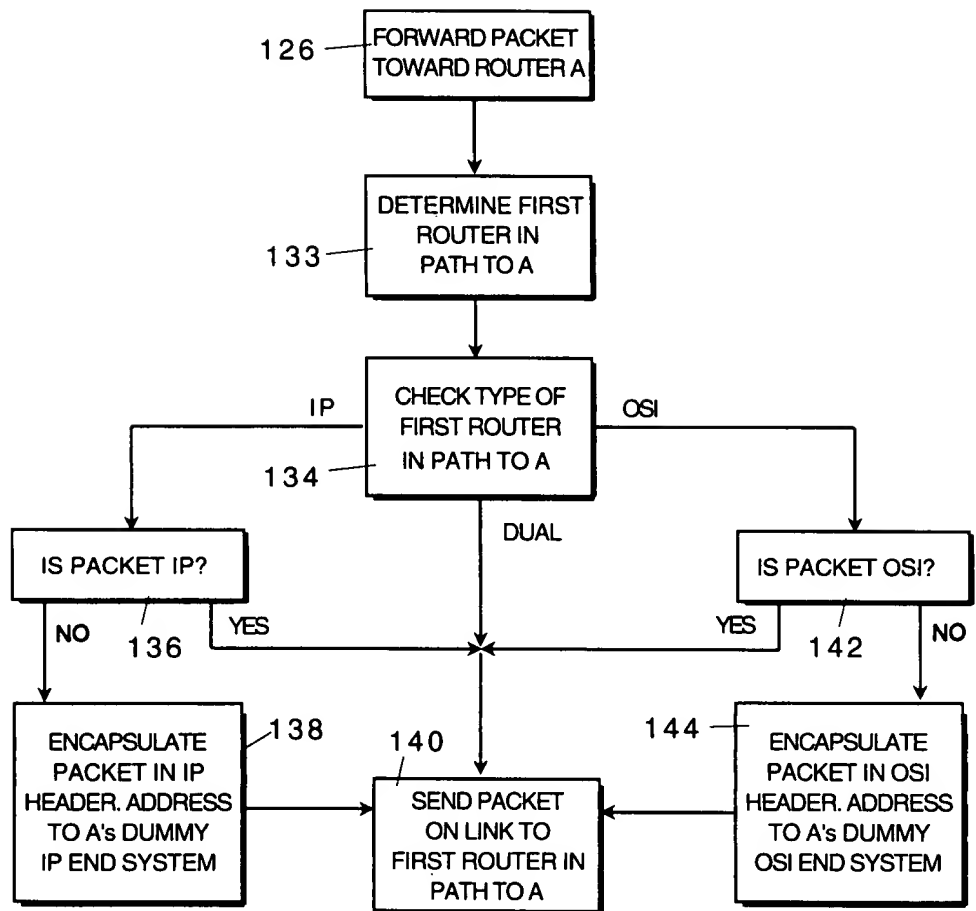 126
FORWARD PACKET
TOWARD ROUTER A
133
DETERMINE FIRST
ROUTER IN
PATH TO A
134
CHECK TYPE OF
FIRST ROUTER
IN PATH TO A
IP
OSI
DUAL
IS PACKET IP?
IS PACKET OSI?
NO
136
YES
YES
142
NO
ENCAPSULATE
PACKET IN IP
HEADER. ADDRESS
TO A's DUMMY
IP END SYSTEM
138
140
SEND PACKET
ON LINK TO
FIRST ROUTER IN
PATH TO A
144
ENCAPSULATE
PACKET IN OSI
HEADER. ADDRESS
TO A's DUMMY
OSI END SYSTEM